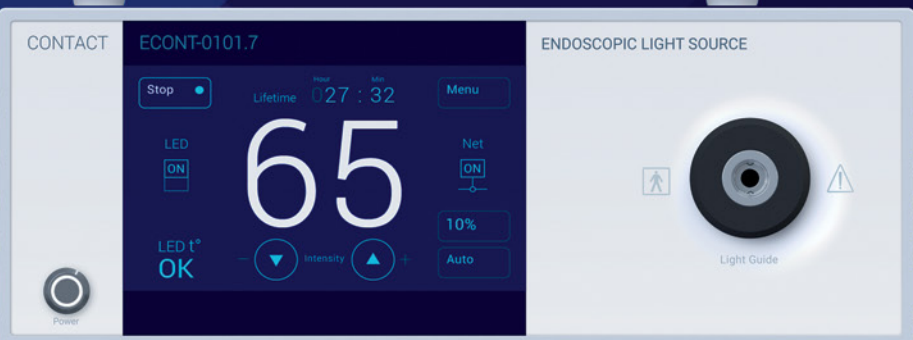 CONTACT
ECONT-0101.7
ENDOSCOPIC LIGHT SOURCE
Stop
Hour
Min
Lifetime
027 : 32
Menu
LED
ON
65
Net
ON
10%
LED t°
OK
−
Intensity
+
Auto
Light Guide
Power